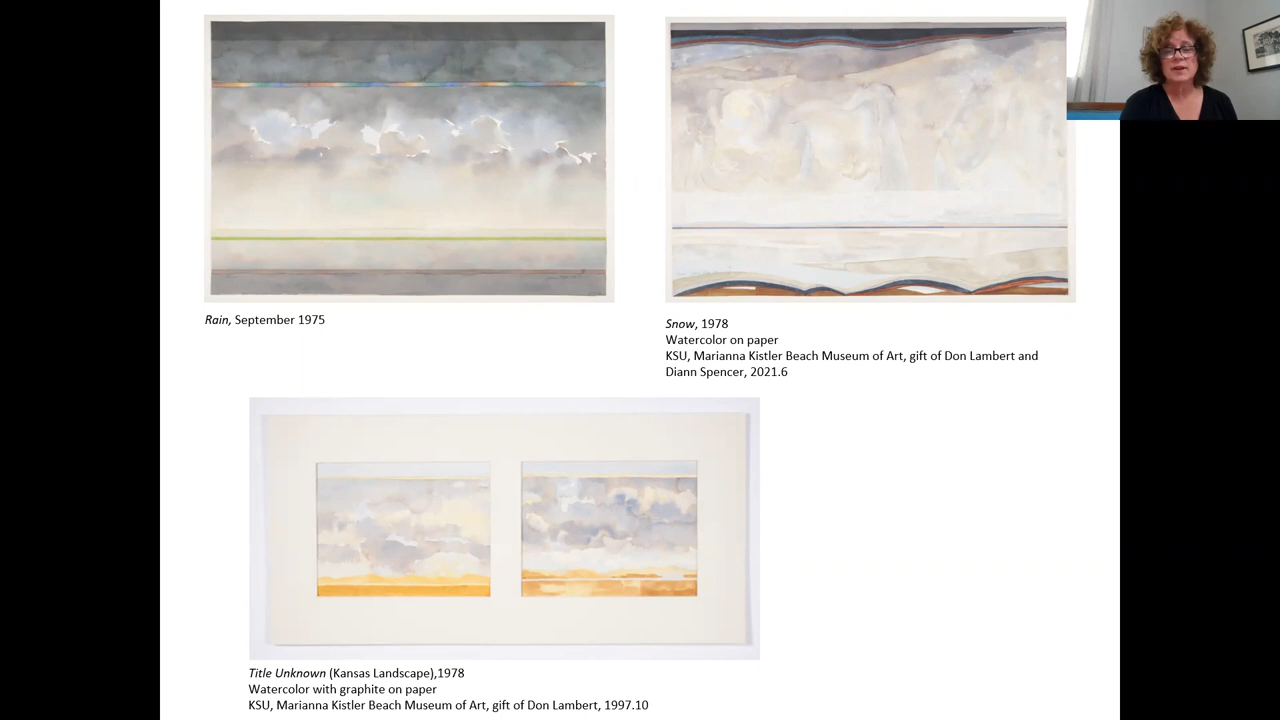 Rain, September 1975
Snow, 1978
Watercolor on paper
KSU, Marianna Kistler Beach Museum of Art, gift of Don Lambert and
Diann Spencer, 2021.6
Title Unknown (Kansas Landscape),1978
Watercolor with graphite on paper
KSU, Marianna Kistler Beach Museum of Art, gift of Don Lambert, 1997.10